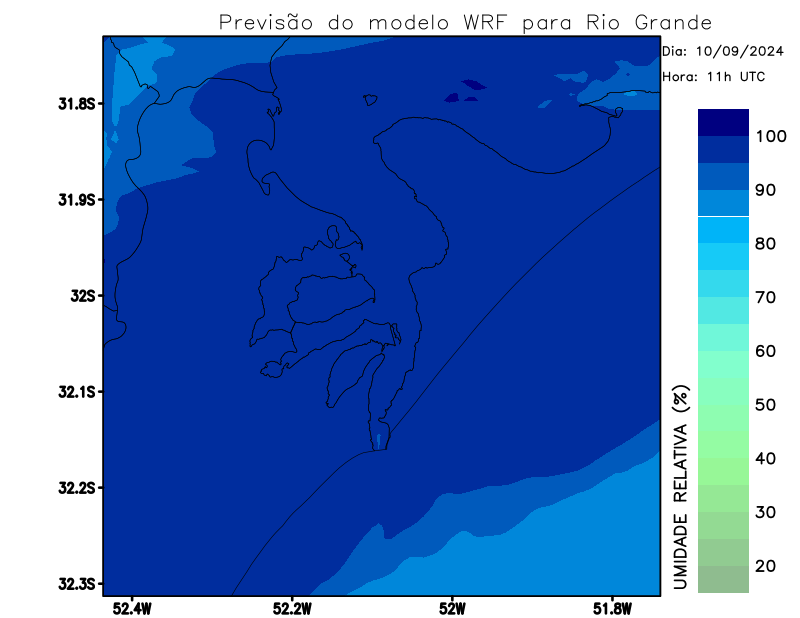 Previsão do modelo WRF para Rio Grande
Dia: 10/09/2024
Hora: 11h UTC
31.8S
31.9S
32S
32.1S
32.2S
32.3S
52.4W
52.2W
52W
51.8W
100
90
80
70
60
50
40
30
20
UMIDADE RELATIVA (%)